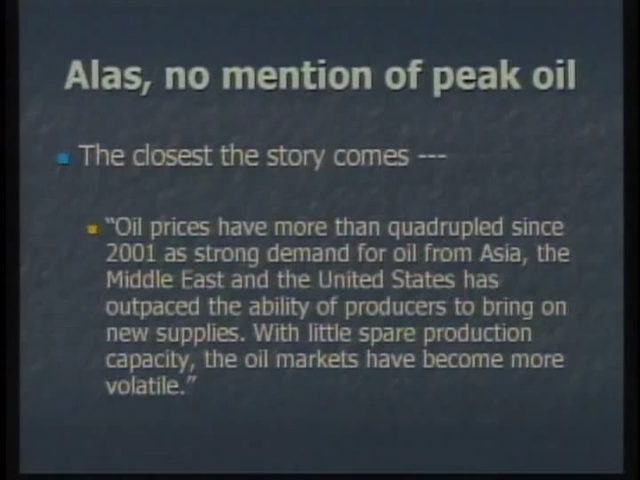 Alas, no mention of peak oil
The closest the story comes ---
“Oil prices have more than quadrupled since
2001 as strong demand for oil from Asia, the
Middle East and the United States has
outpaced the ability of producers to bring on
new supplies. With little spare production
capacity, the oil markets have become more
volatile.”